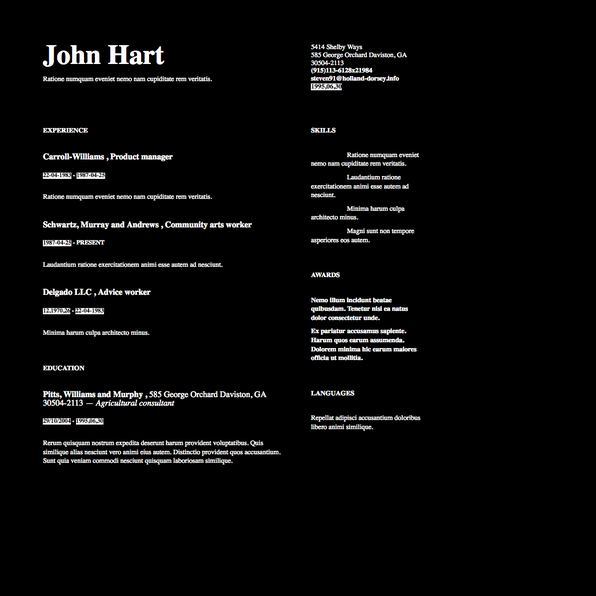 John Hart
Ratione numquam eveniet nemo nam cupiditate rem veritatis.
5414 Shelby Ways
585 George Orchard Daviston, GA
30504-2113
(915)113-6128x21984
steven91@holland-dorsey.info
1995.06.30
EXPERIENCE
Carroll-Williams , Product manager
22-04-1983 - 1987-04-25
Ratione numquam eveniet nemo nam cupiditate rem veritatis.
Schwartz, Murray and Andrews , Community arts worker
1987-04-25 - PRESENT
Laudantium ratione exercitationem animi esse autem ad nesciunt.
Delgado LLC , Advice worker
12.1970.26 - 22-04-1983
Minima harum culpa architecto minus.
EDUCATION
Pitts, Williams and Murphy , 585 George Orchard Daviston, GA
30504-2113 — Agricultural consultant
29/10/2004 - 1995.06.30
Rerum quisquam nostrum expedita deserunt harum provident voluptatibus. Quis
similique alias nesciunt vero animi eius autem. Distinctio provident quos accusantium.
Sunt quia veniam commodi nesciunt quisquam laboriosam similique.
SKILLS
Ratione numquam eveniet
nemo nam cupiditate rem veritatis.
Laudantium ratione
exercitationem animi esse autem ad
nesciunt.
Minima harum culpa
architecto minus.
Magni sunt non tempore
asperiores eos autem.
AWARDS
Nemo illum incidunt beatae
quibusdam. Tenetur nisi ea natus
dolor consectetur unde.
Ex pariatur accusamus sapiente.
Harum quos earum assumenda.
Dolorem minima hic earum maiores
officia ut mollitia.
LANGUAGES
Repellat adipisci accusantium doloribus
libero animi similique.